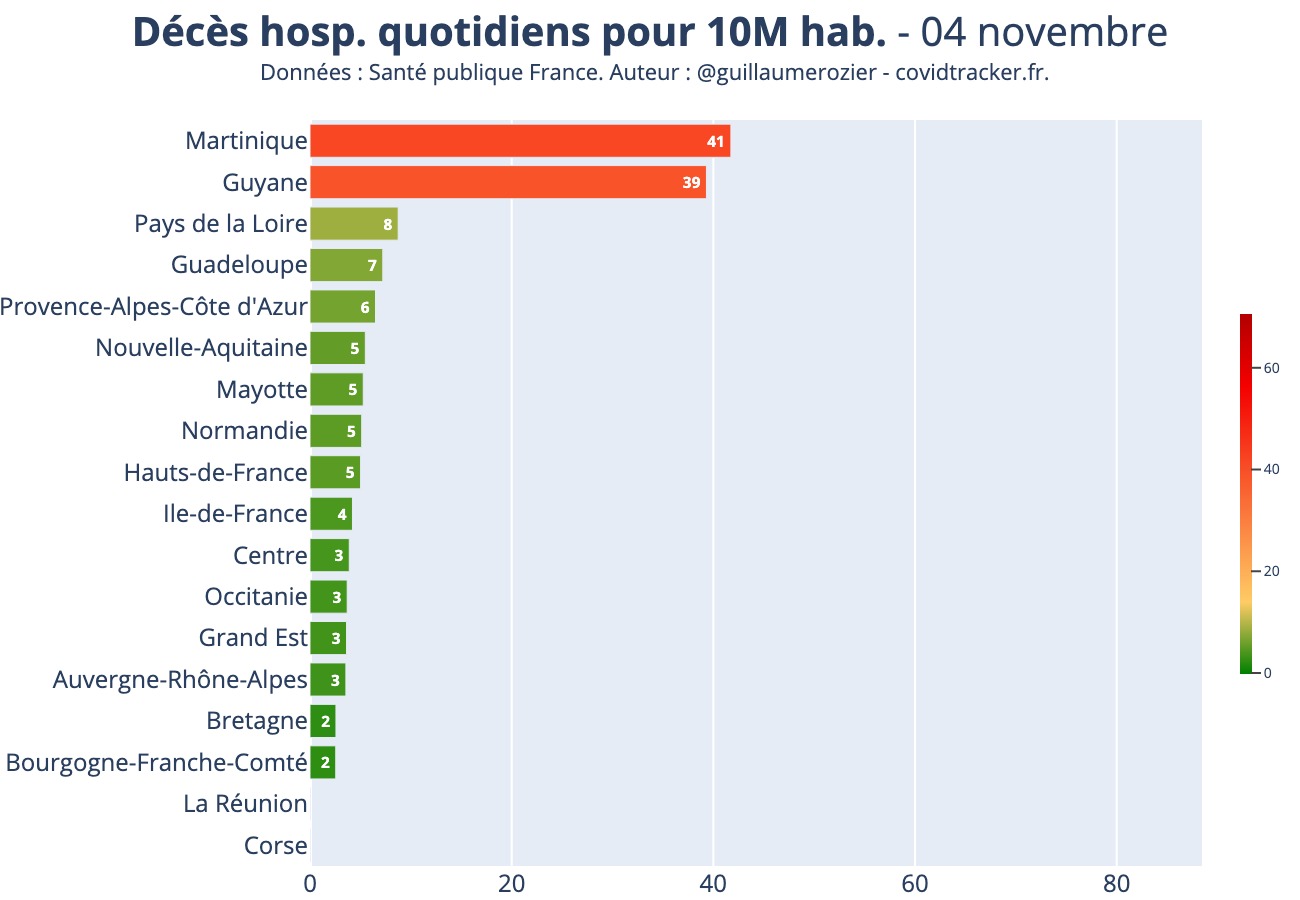 Décès hosp. quotidiens pour 10M hab. - 04 novembre
Données : Santé publique France. Auteur : @guillaumerozier - covidtracker.fr.
Martinique 41
Guyane 39
Pays de la Loire 8
Guadeloupe 7
Provence-Alpes-Côte d'Azur 6
Nouvelle-Aquitaine 5
Mayotte 5
Normandie 5
Hauts-de-France 5
Ile-de-France 4
Centre 3
Occitanie 3
Grand Est 3
Auvergne-Rhône-Alpes 3
Bretagne 2
Bourgogne-Franche-Comté 2
La Réunion
Corse
0 20 40 60 80
60
40
20
0